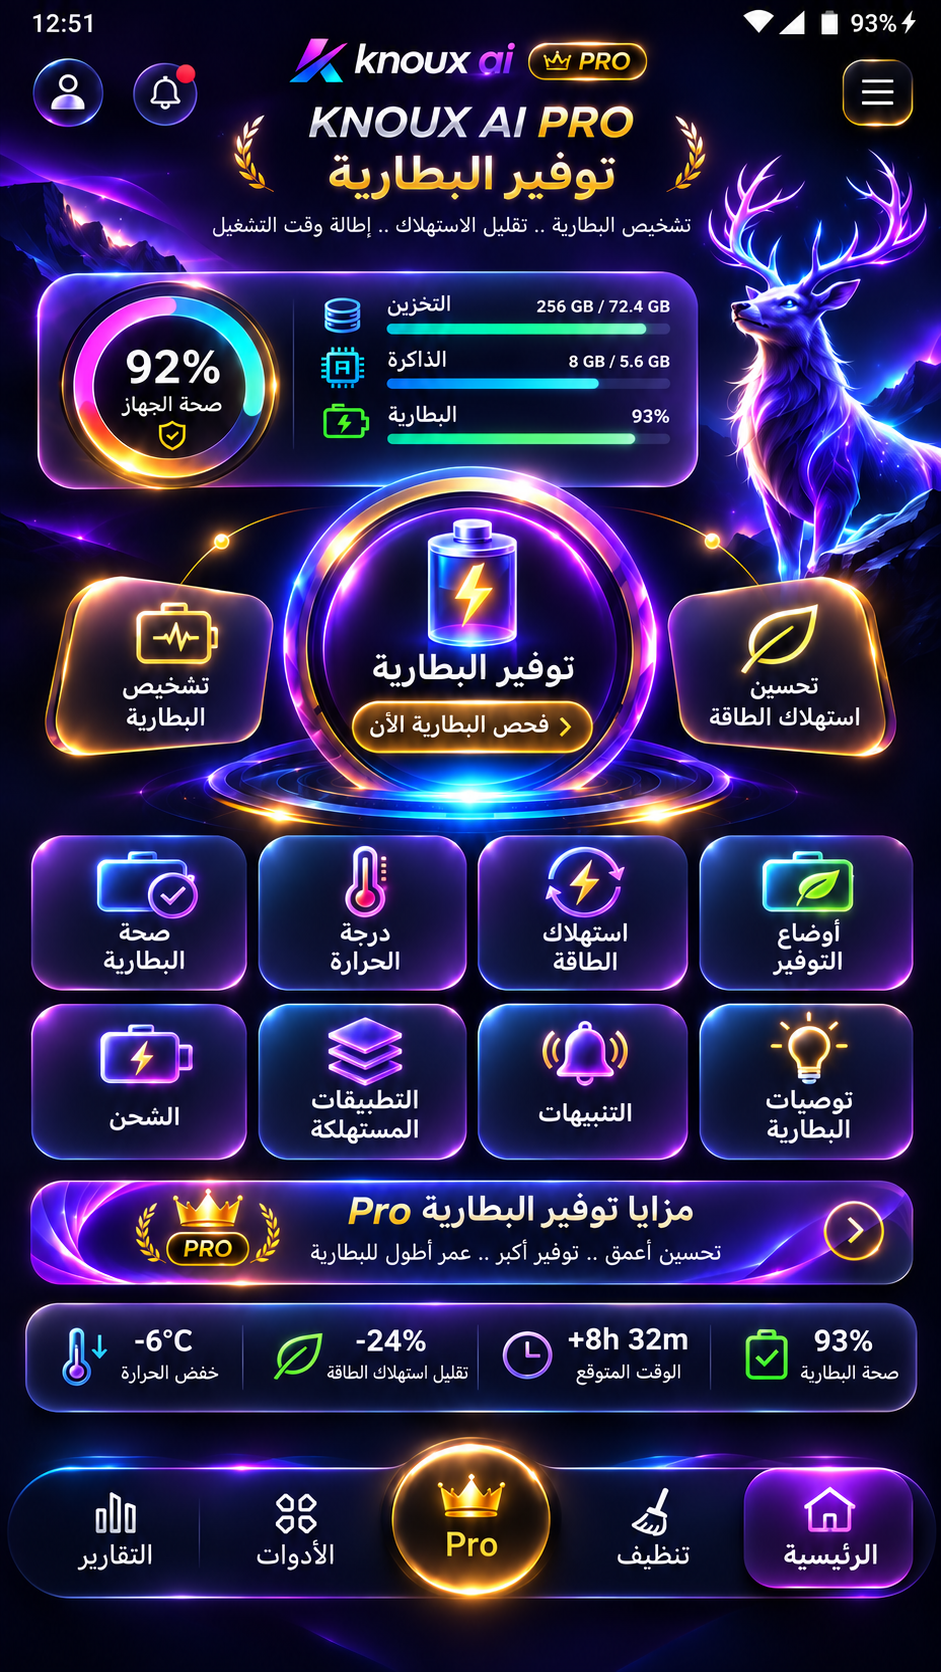 12:51
93%
knoux ai PRO
KNOUX AI PRO
توفير البطارية
تشخيص البطارية .. تقليل الاستهلاك .. إطالة وقت التشغيل
92%
صحة الجهاز
التخزين 256 GB / 72.4 GB
الذاكرة 8 GB / 5.6 GB
البطارية 93%
تحسين
استهلاك الطاقة
توفير البطارية
فحص البطارية الأن
تشخيص
البطارية
أوضاع
التوفير
استهلاك
الطاقة
درجة
الحرارة
صحة
البطارية
توصيات
البطارية
التنبيهات
التطبيقات
المستهلكة
الشحن
مزايا توفير البطارية Pro
تحسين أعمق .. توفير أكبر .. عمر أطول للبطارية
PRO
93%
صحة البطارية
+8h 32m
الوقت المتوقع
-24%
تقليل استهلاك الطاقة
-6°C
خفض الحرارة
الرئيسية
تنظيف
Pro
الأدوات
التقارير